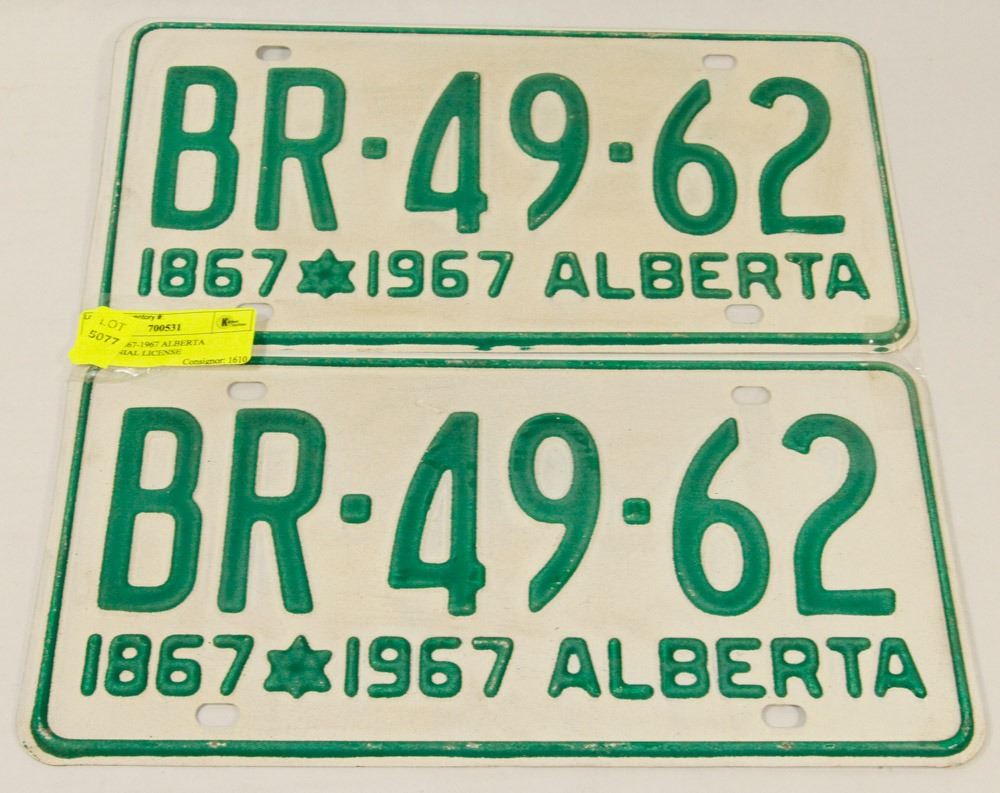 BR·49·62
1867 1967 ALBERTA
LOT
5077
700531
67-1967 ALBERTA
LICENSE
Consignor: 1610
BR·49·62
1867 1967 ALBERTA